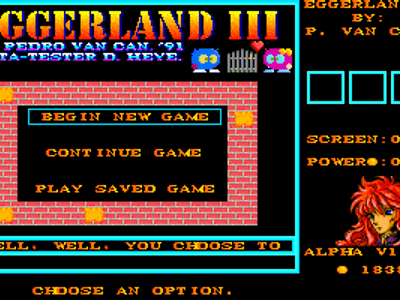 EGGERLAND III
PEDRO VAN CAN. '91
TA-TESTER D. HEYE.
BEGIN NEW GAME
CONTINUE GAME
PLAY SAVED GAME
ELL, WELL, YOU CHOOSE TO
CHOOSE AN OPTION.
EGGERLAN
BY:
P. VAN C
SCREEN:0
POWER :0
ALPHA V1
1838